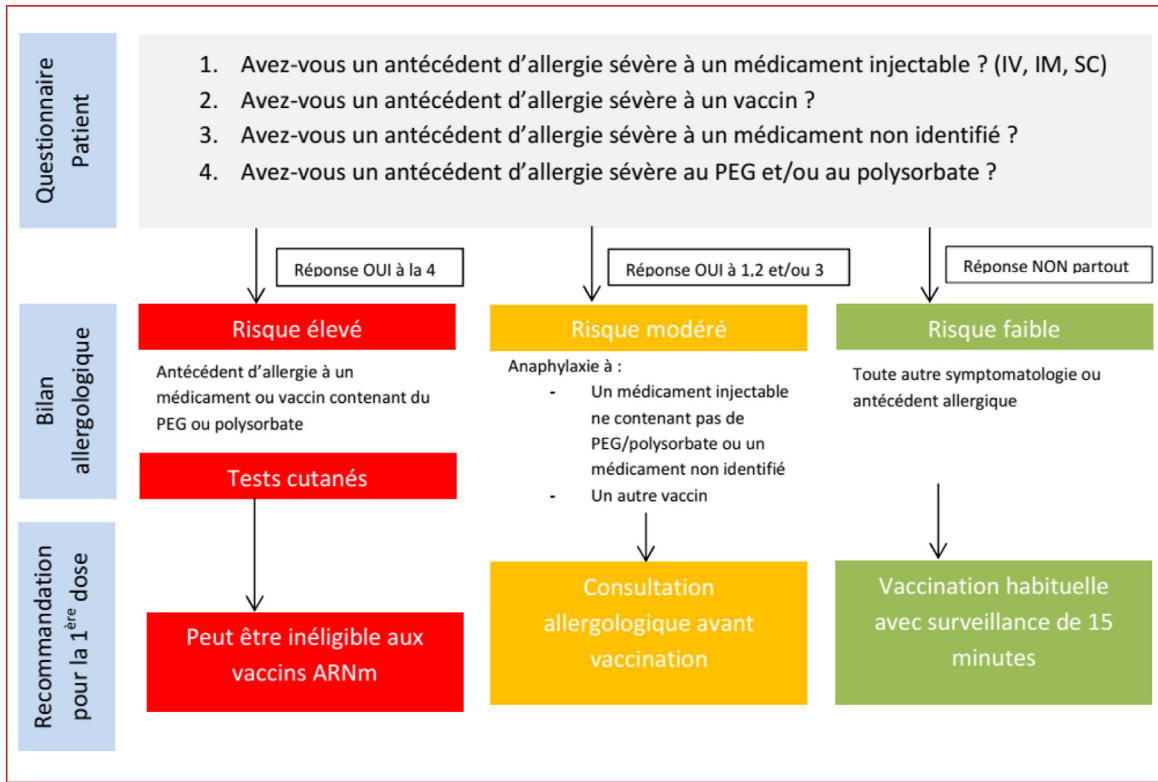 Questionnaire
Patient
1. Avez-vous un antécédent d’allergie sévère à un médicament injectable ? (IV, IM, SC)
2. Avez-vous un antécédent d’allergie sévère à un vaccin ?
3. Avez-vous un antécédent d’allergie sévère à un médicament non identifié ?
4. Avez-vous un antécédent d’allergie sévère au PEG et/ou au polysorbate ?
Réponse OUI à la 4
Réponse OUI à 1,2 et/ou 3
Réponse NON partout
Bilan
allergologique
Risque élevé
Antécédent d’allergie à un
médicament ou vaccin contenant du
PEG ou polysorbate
Tests cutanés
Risque modéré
Anaphylaxie à :
- Un médicament injectable
ne contenant pas de
PEG/polysorbate ou un
médicament non identifié
- Un autre vaccin
Risque faible
Toute autre symptomatologie ou
antécédent allergique
Recommandation
pour la 1ère dose
Peut être inéligible aux
vaccins ARNm
Consultation
allergologique avant
vaccination
Vaccination habituelle
avec surveillance de 15
minutes